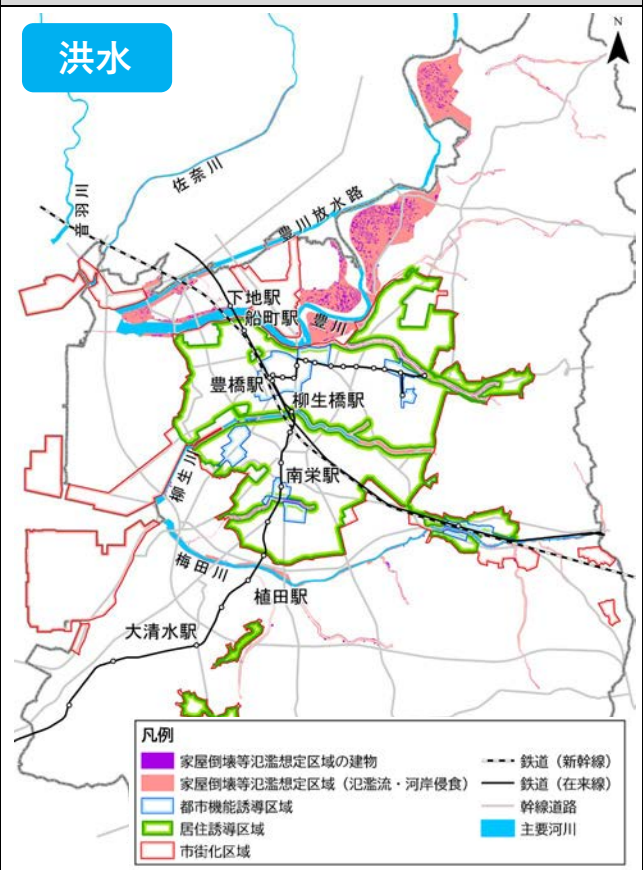 洪水
N
佐奈川
音羽川
豊川放水路
下地駅
船町駅
豊川
豊橋駅
柳生橋駅
南栄駅
柳生川
梅田川
植田駅
大清水駅
凡例
家屋倒壊等氾濫想定区域の建物
家屋倒壊等氾濫想定区域（氾濫流・河岸侵食）
都市機能誘導区域
居住誘導区域
市街化区域
鉄道（新幹線）
鉄道（在来線）
幹線道路
主要河川